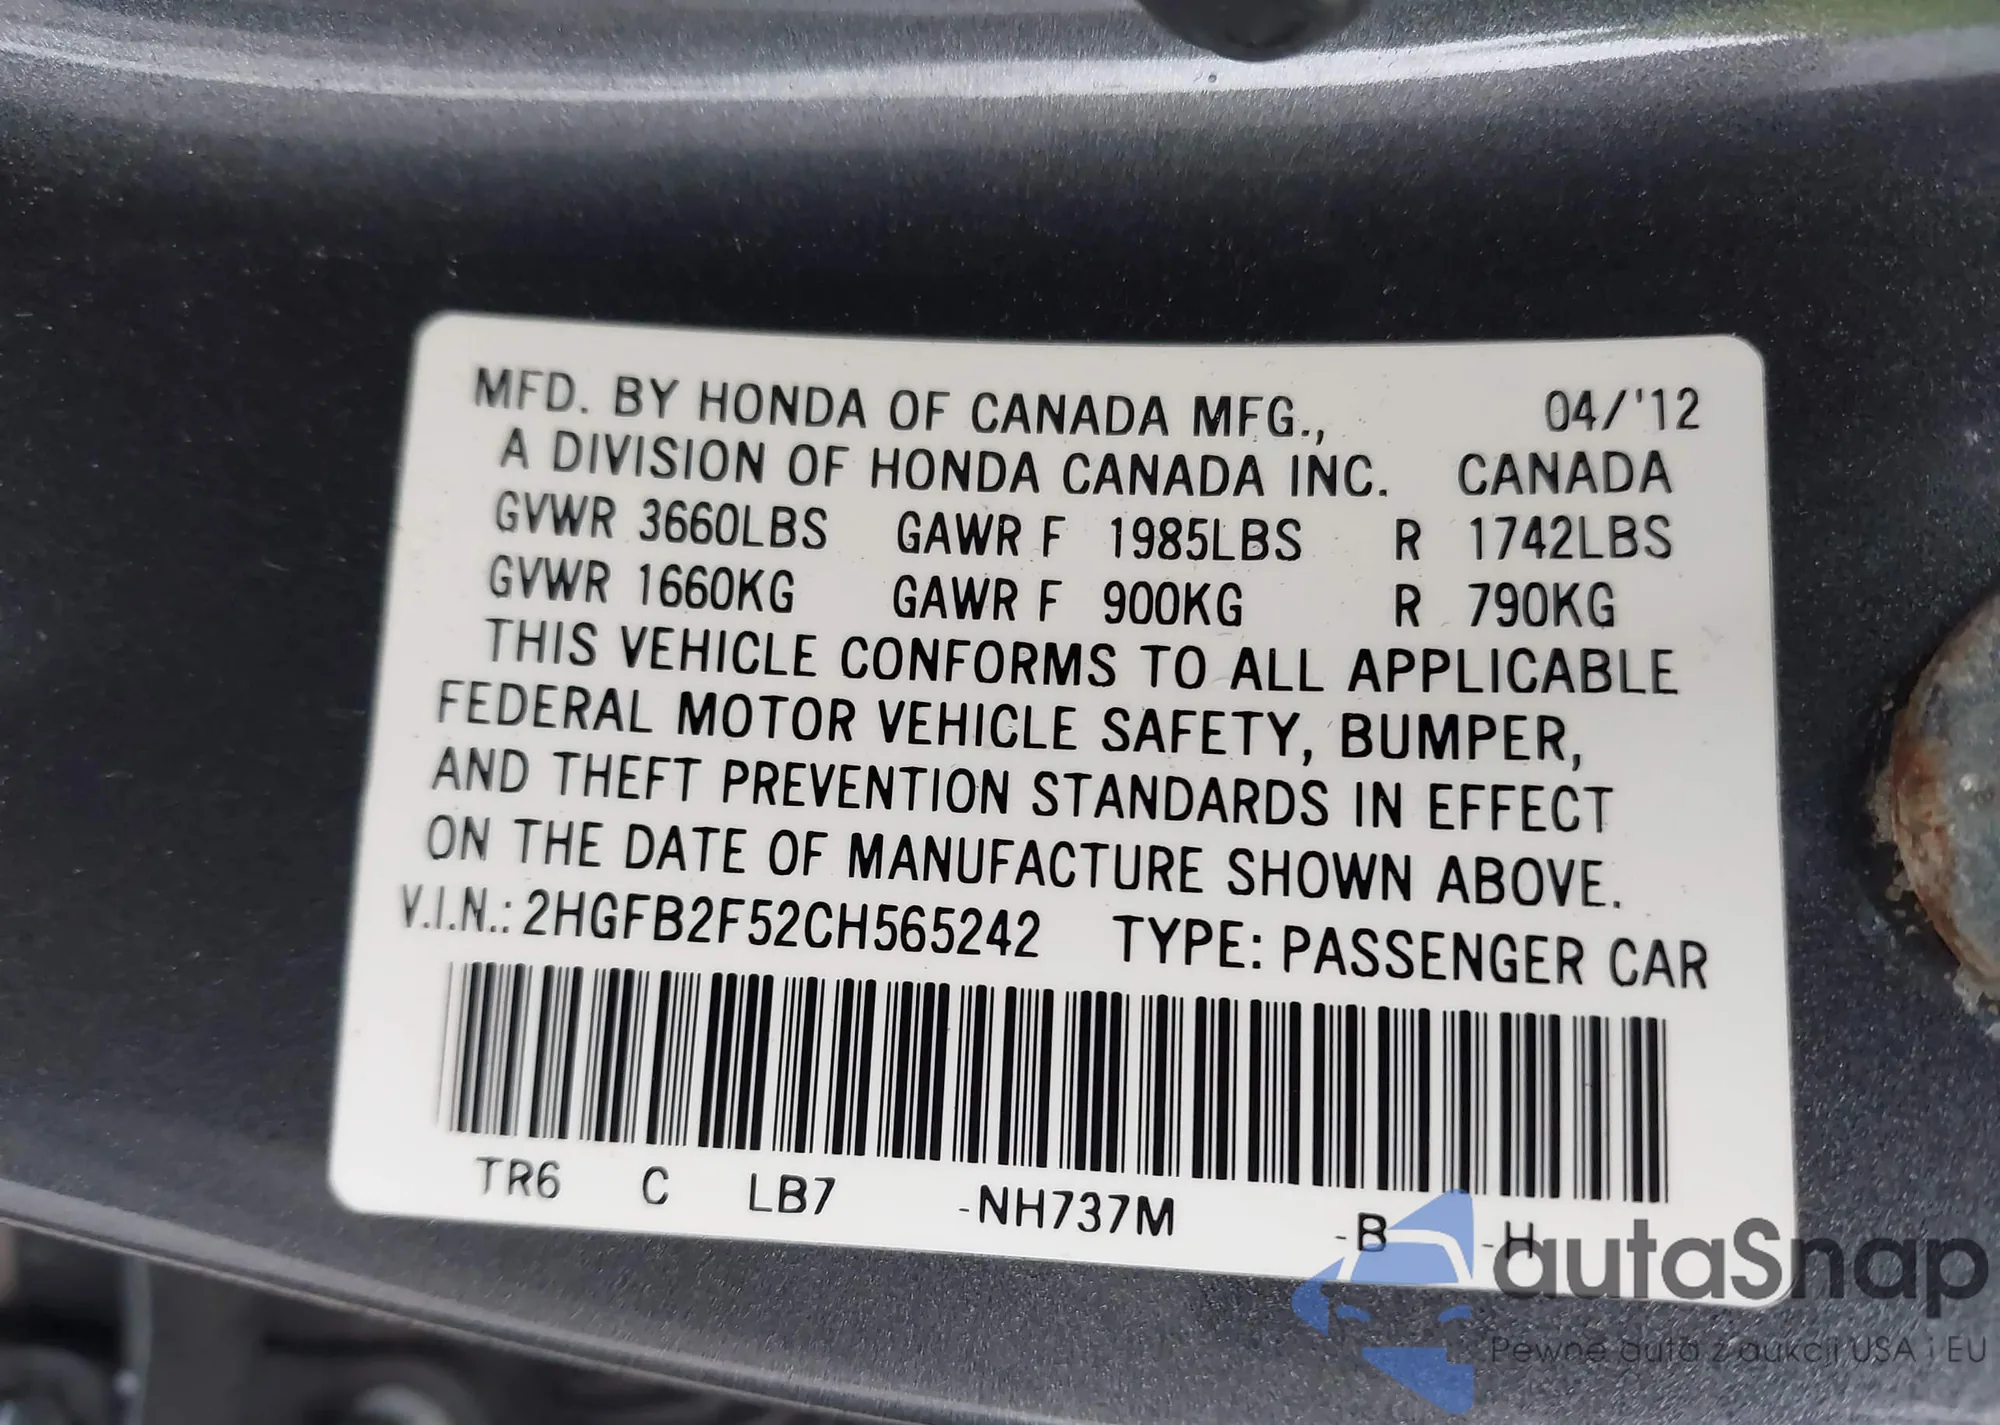 MFD. BY HONDA OF CANADA MFG., 04/'12
A DIVISION OF HONDA CANADA INC. CANADA
GVWR 3660LBS GAWR F 1985LBS R 1742LBS
GVWR 1660KG GAWR F 900KG R 790KG
THIS VEHICLE CONFORMS TO ALL APPLICABLE
FEDERAL MOTOR VEHICLE SAFETY, BUMPER,
AND THEFT PREVENTION STANDARDS IN EFFECT
ON THE DATE OF MANUFACTURE SHOWN ABOVE.
V.I.N.: 2HGFB2F52CH565242 TYPE: PASSENGER CAR
TR6 C LB7 -NH737M -B -H
autaSnap
Pewne auta z aukcji USA i EU